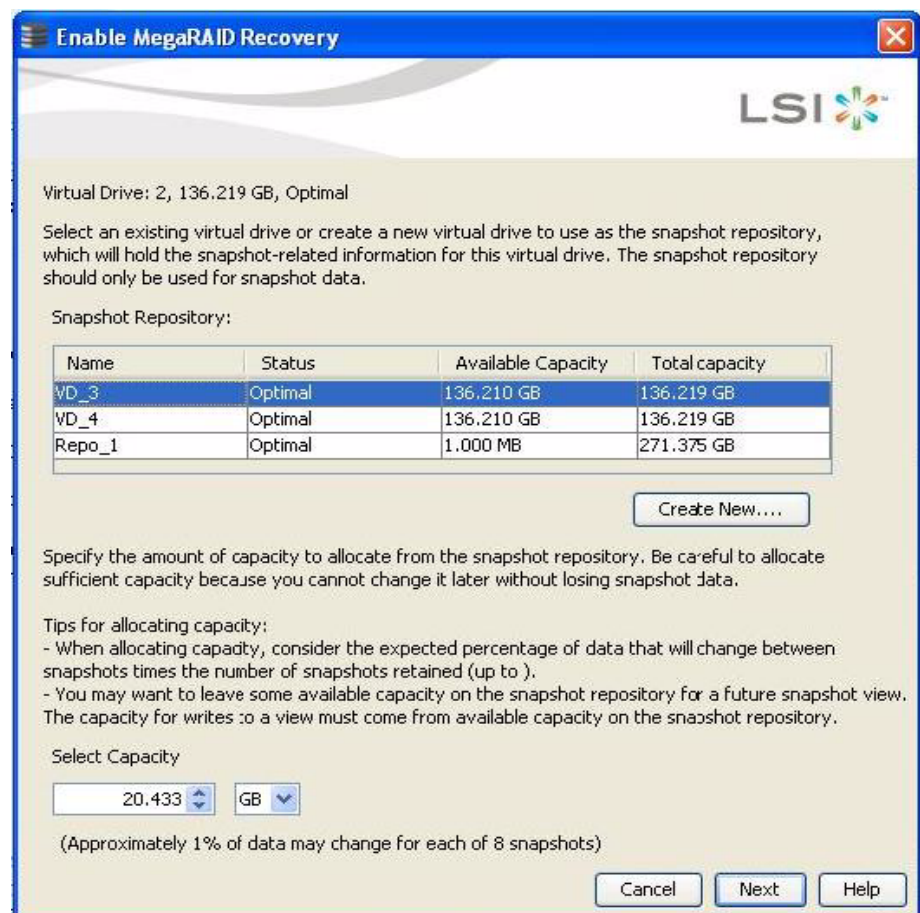 Enable MegaRAID Recovery
LSI
Virtual Drive: 2, 136.219 GB, Optimal
Select an existing virtual drive or create a new virtual drive to use as the snapshot repository,
which will hold the snapshot-related information for this virtual drive. The snapshot repository
should only be used for snapshot data.
Snapshot Repository:
Name Status Available Capacity Total capacity
VD_3 Optimal 136.210 GB 136.219 GB
VD_4 Optimal 136.210 GB 136.219 GB
Repo_1 Optimal 1.000 MB 271.375 GB
Create New....
Specify the amount of capacity to allocate from the snapshot repository. Be careful to allocate
sufficient capacity because you cannot change it later without losing snapshot data.
Tips for allocating capacity:
- When allocating capacity, consider the expected percentage of data that will change between
snapshots times the number of snapshots retained (up to ).
- You may want to leave some available capacity on the snapshot repository for a future snapshot view.
The capacity for writes to a view must come from available capacity on the snapshot repository.
Select Capacity
20.433 GB
(Approximately 1% of data may change for each of 8 snapshots)
Cancel Next Help